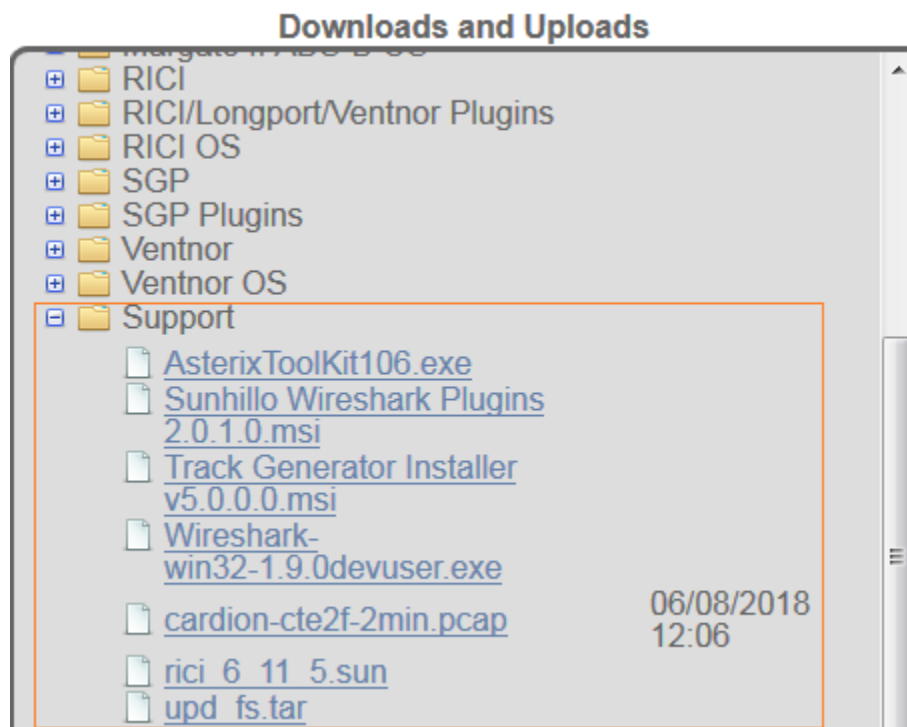 Downloads and Uploads
RICI
RICI/Longport/Ventnor Plugins
RICI OS
SGP
SGP Plugins
Ventnor
Ventnor OS
Support
AsterixToolKit106.exe
Sunhillo Wireshark Plugins
2.0.1.0.msi
Track Generator Installer
v5.0.0.0.msi
Wireshark-
win32-1.9.0devuser.exe
cardion-cte2f-2min.pcap
06/08/2018
12:06
rici_6_11_5.sun
upd_fs.tar